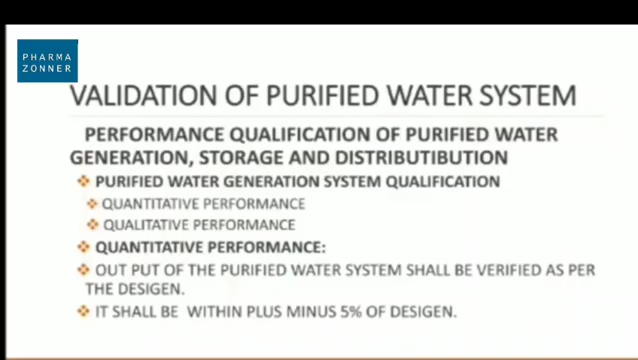 PHARMA
ZONNER
VALIDATION OF PURIFIED WATER SYSTEM
PERFORMANCE QUALIFICATION OF PURIFIED WATER
GENERATION, STORAGE AND DISTRIBUTIBUTION
PURIFIED WATER GENERATION SYSTEM QUALIFICATION
QUANTITATIVE PERFORMANCE
QUALITATIVE PERFORMANCE
QUANTITATIVE PERFORMANCE:
OUT PUT OF THE PURIFIED WATER SYSTEM SHALL BE VERIFIED AS PER
THE DESIGEN.
IT SHALL BE WITHIN PLUS MINUS 5% OF DESIGEN.